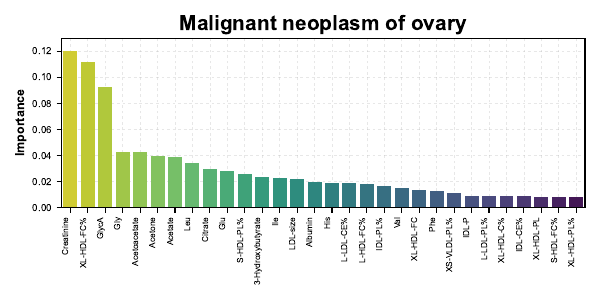 Malignant neoplasm of ovary
Importance
0.12
0.10
0.08
0.06
0.04
0.02
0.00
Creatinine
XL-HDL-FC%
GlycA
Gly
Acetoacetate
Acetone
Acetate
Leu
Citrate
Glu
S-HDL-PL%
3-Hydroxybutyrate
Ile
LDL-size
Albumin
His
L-LDL-CE%
L-HDL-FC%
IDL-PL%
Val
XL-HDL-FC
Phe
XS-VLDL-PL%
IDL-P
L-LDL-PL%
XL-HDL-C%
IDL-CE%
XL-HDL-PL
S-HDL-FC%
XL-HDL-PL%